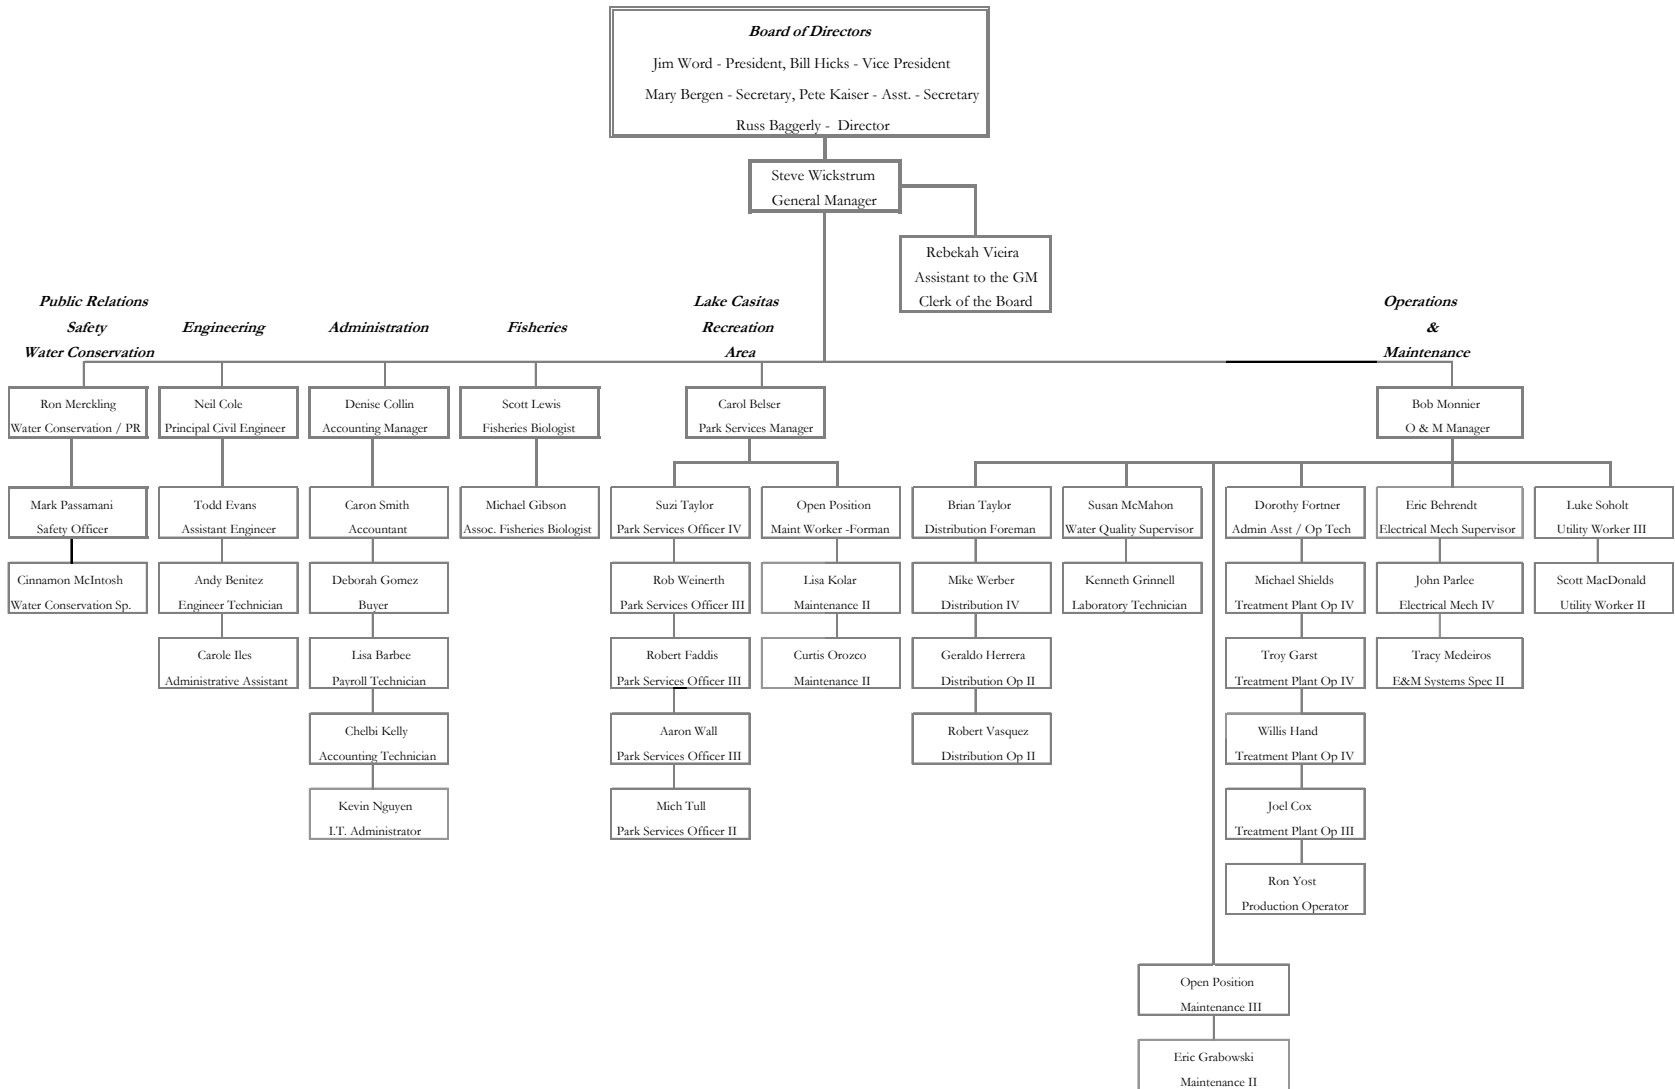 Board of Directors
Jim Word - President, Bill Hicks - Vice President
Mary Bergen - Secretary, Pete Kaiser - Asst. - Secretary
Russ Baggerly - Director
Steve Wickstrum
General Manager
Rebekah Vieira
Assistant to the GM
Clerk of the Board
Public Relations
Safety
Water Conservation
Engineering
Administration
Fisheries
Lake Casitas
Recreation
Area
Operations
&
Maintenance
Ron Merckling
Water Conservation / PR
Neil Cole
Principal Civil Engineer
Denise Collin
Accounting Manager
Scott Lewis
Fisheries Biologist
Carol Belser
Park Services Manager
Bob Monnier
O & M Manager
Mark Passamani
Safety Officer
Cinnamon McIntosh
Water Conservation Sp.
Todd Evans
Assistant Engineer
Andy Benitez
Engineer Technician
Carole Iles
Administrative Assistant
Caron Smith
Accountant
Deborah Gomez
Buyer
Lisa Barbee
Payroll Technician
Chelbi Kelly
Accounting Technician
Kevin Nguyen
I.T. Administrator
Michael Gibson
Assoc. Fisheries Biologist
Suzi Taylor
Park Services Officer IV
Rob Weinerth
Park Services Officer III
Robert Faddis
Park Services Officer III
Aaron Wall
Park Services Officer III
Mich Tull
Park Services Officer II
Open Position
Maint Worker -Forman
Lisa Kolar
Maintenance II
Curtis Orozco
Maintenance II
Brian Taylor
Distribution Foreman
Mike Werber
Distribution IV
Geraldo Herrera
Distribution Op II
Robert Vasquez
Distribution Op II
Susan McMahon
Water Quality Supervisor
Kenneth Grinnell
Laboratory Technician
Open Position
Maintenance III
Eric Grabowski
Maintenance II
Dorothy Fortner
Admin Asst / Op Tech
Michael Shields
Treatment Plant Op IV
Troy Garst
Treatment Plant Op IV
Willis Hand
Treatment Plant Op IV
Joel Cox
Treatment Plant Op III
Ron Yost
Production Operator
Eric Behrendt
Electrical Mech Supervisor
John Parlee
Electrical Mech IV
Tracy Medeiros
E&M Systems Spec II
Luke Soholt
Utility Worker III
Scott MacDonald
Utility Worker II